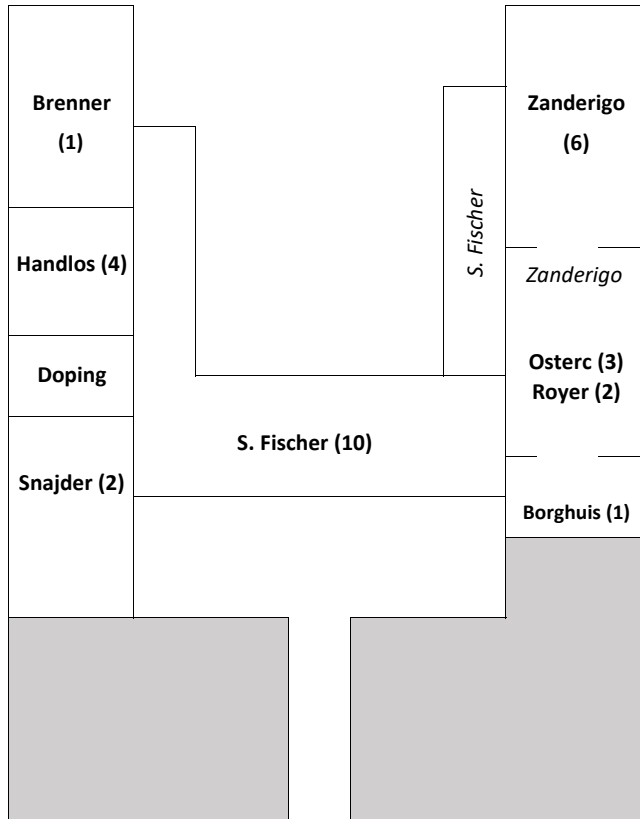 Brenner
(1)
Handlos (4)
Doping
Snajder (2)
S. Fischer (10)
S. Fischer
Zanderigo
(6)
Zanderigo
Osterc (3)
Royer (2)
Borghuis (1)